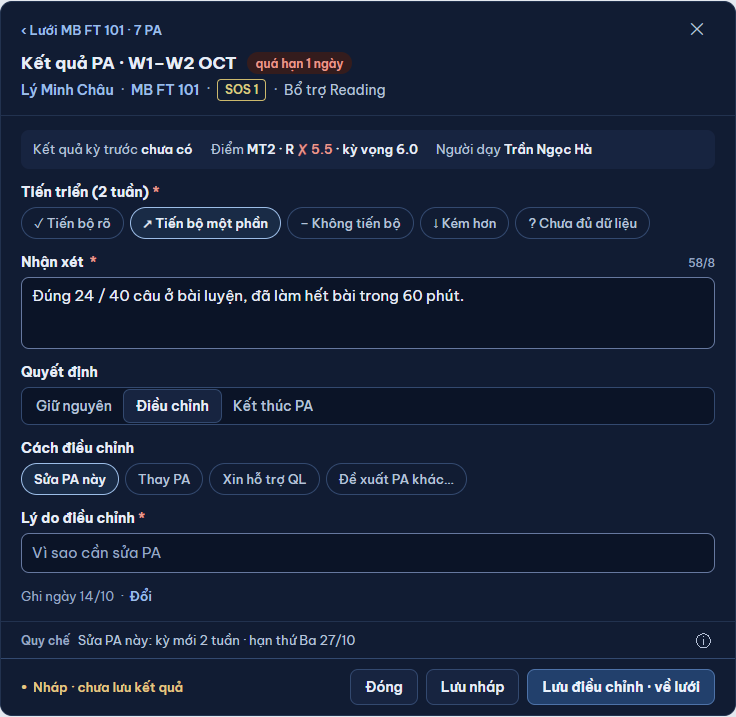 ‹ Lưới MB FT 101 · 7 PA
Kết quả PA · W1–W2 OCT quá hạn 1 ngày
Lý Minh Châu · MB FT 101 · SOS 1 · Bổ trợ Reading
Kết quả kỳ trước chưa có Điểm MT2 · R ✗ 5.5 · kỳ vọng 6.0 Người dạy Trần Ngọc Hà
Tiến triển (2 tuần) *
✓ Tiến bộ rõ ↗ Tiến bộ một phần – Không tiến bộ ↓ Kém hơn ? Chưa đủ dữ liệu
Nhận xét * 58/8
Đúng 24 / 40 câu ở bài luyện, đã làm hết bài trong 60 phút.
Quyết định
Giữ nguyên Điều chỉnh Kết thúc PA
Cách điều chỉnh
Sửa PA này Thay PA Xin hỗ trợ QL Đề xuất PA khác...
Lý do điều chỉnh *
Vì sao cần sửa PA
Ghi ngày 14/10 · Đổi
Quy chế Sửa PA này: kỳ mới 2 tuần · hạn thứ Ba 27/10
• Nháp · chưa lưu kết quả Đóng Lưu nháp Lưu điều chỉnh · về lưới